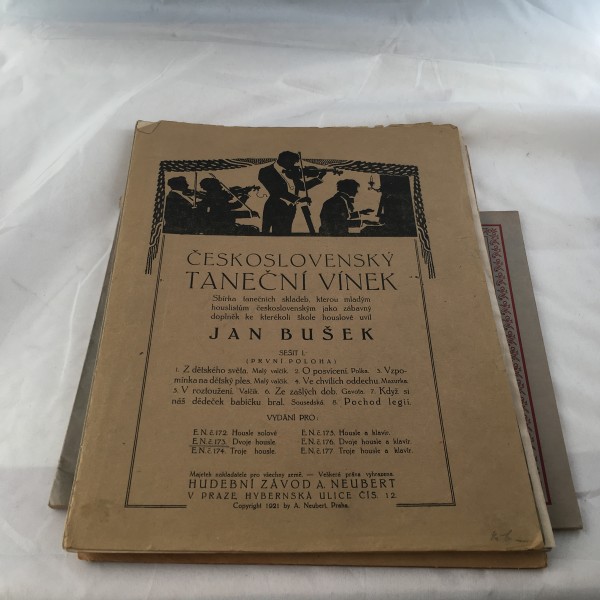 ČESKOSLOVENSKÝ
TANEČNÍ VÍNEK
Sbírka tanečních skladeb, kterou mladým
houslistům československým jako zábavný
doplněk ke kterékoli škole houslové uvil
JAN BUŠEK
SEŠIT I.
(PRVNÍ POLOHA)
1. Z dětského světa. Malý valčík. 2. O posvícení. Polka. 3. Vzpo-
mínka na dětský ples. Malý valčík. 4. Ve chvílích oddechu. Mazurka.
5. V roztoužení. Valčík 6. Ze zašlých dob. Gavota. 7. Když si
náš dědeček babičku bral. Sousedská. 8. Pochod legií.
VYDÁNÍ PRO:
E. N. č. 172. Housle solové
E. N. č. 173. Dvoje housle.
E. N. č. 174. Troje housle.
E. N. č. 175. Housle a klavír.
E. N. č. 176. Dvoje housle a klavír
E. N. č. 177. Troje housle a klavír.
Majetek nakladatele pro všechny země. — Veškerá práva vyhrazena.
HUDEBNÍ ZÁVOD A. NEUBERT
V PRAZE HYBERNSKÁ ULICE ČÍS. 12.
Copyright 1921 by A. Neubert, Praha.